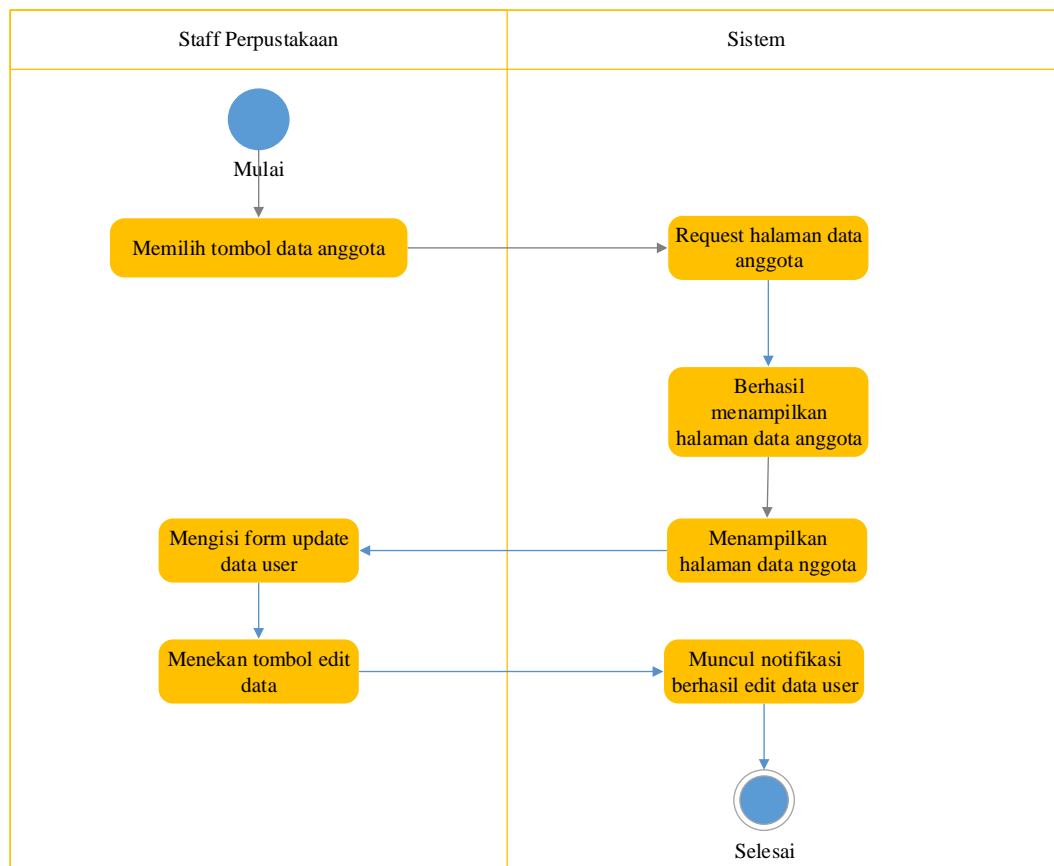 Staff Perpustakaan
Sistem
Mulai
Memilih tombol data anggota
Request halaman data
anggota
Berhasil
menampilkan
halaman data anggota
Menampilkan
halaman data nggota
Mengisi form update
data user
Menekan tombol edit
data
Muncul notifikasi
berhasil edit data user
Selesai